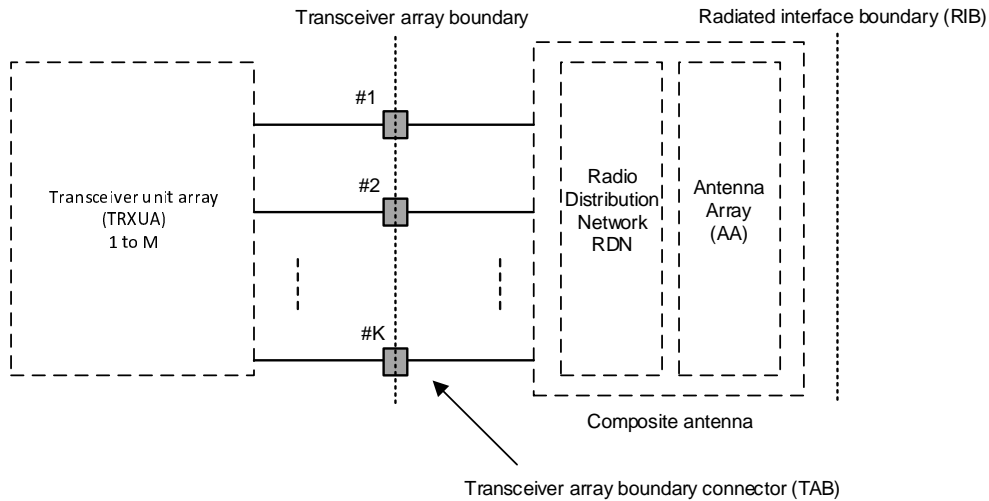 Transceiver array boundary
Radiated interface boundary (RIB)
#1
#2
#K
Transceiver unit array
(TRXUA)
1 to M
Radio
Distribution
Network
RDN
Antenna
Array
(AA)
Composite antenna
Transceiver array boundary connector (TAB)